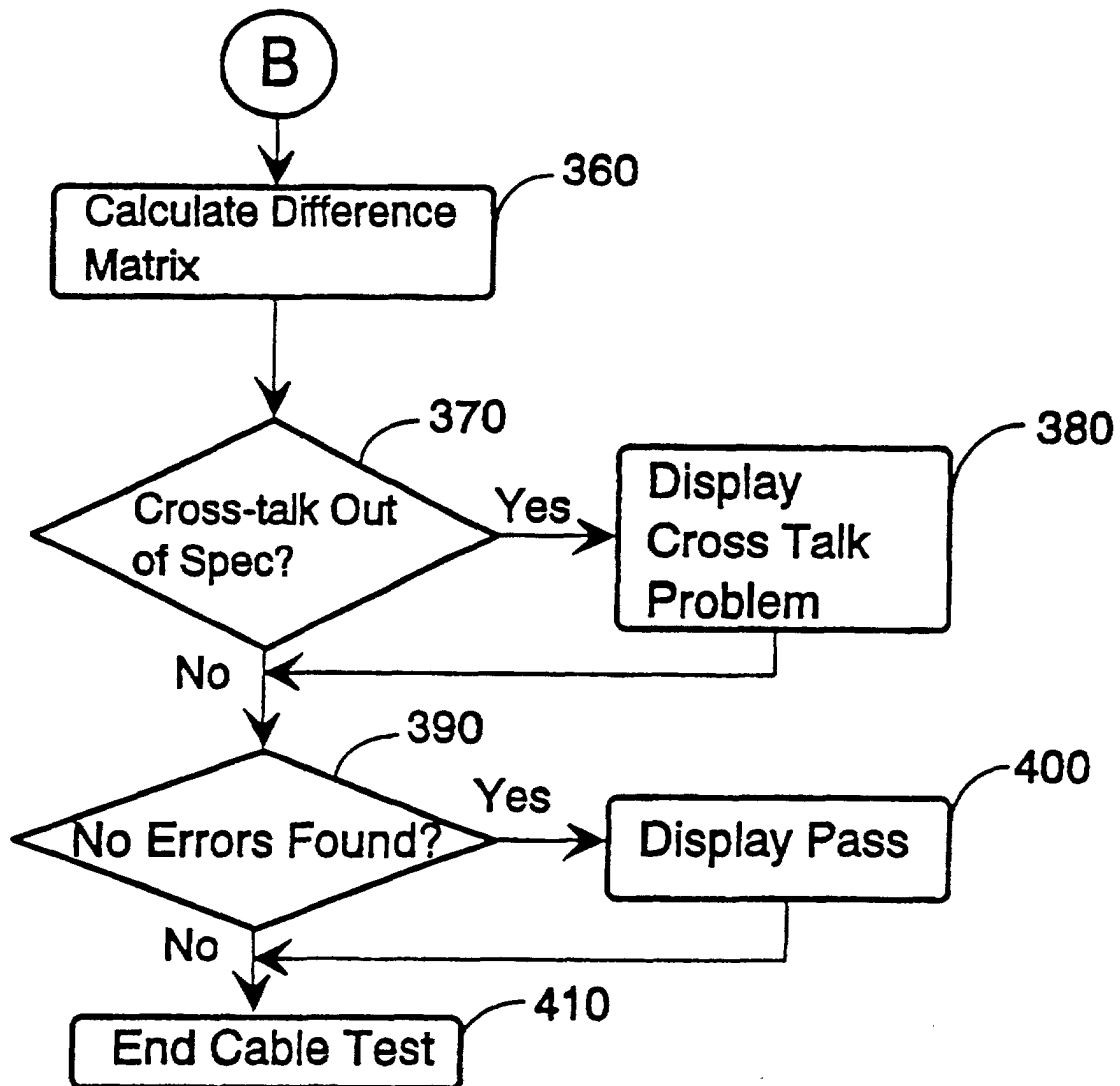 B
360
Calculate Difference
Matrix
370
Cross-talk Out
of Spec?
Yes
380
Display
Cross Talk
Problem
No
390
No Errors Found?
Yes
400
Display Pass
No
410
End Cable Test